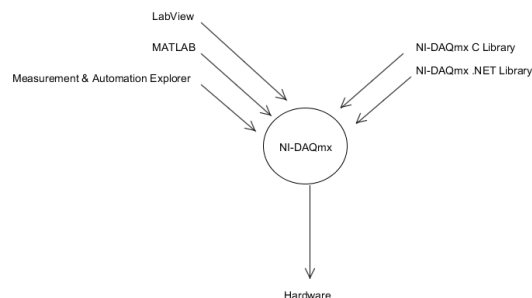 LabView
MATLAB
Measurement & Automation Explorer
NI-DAQmx C Library
NI-DAQmx .NET Library
NI-DAQmx
Hardware